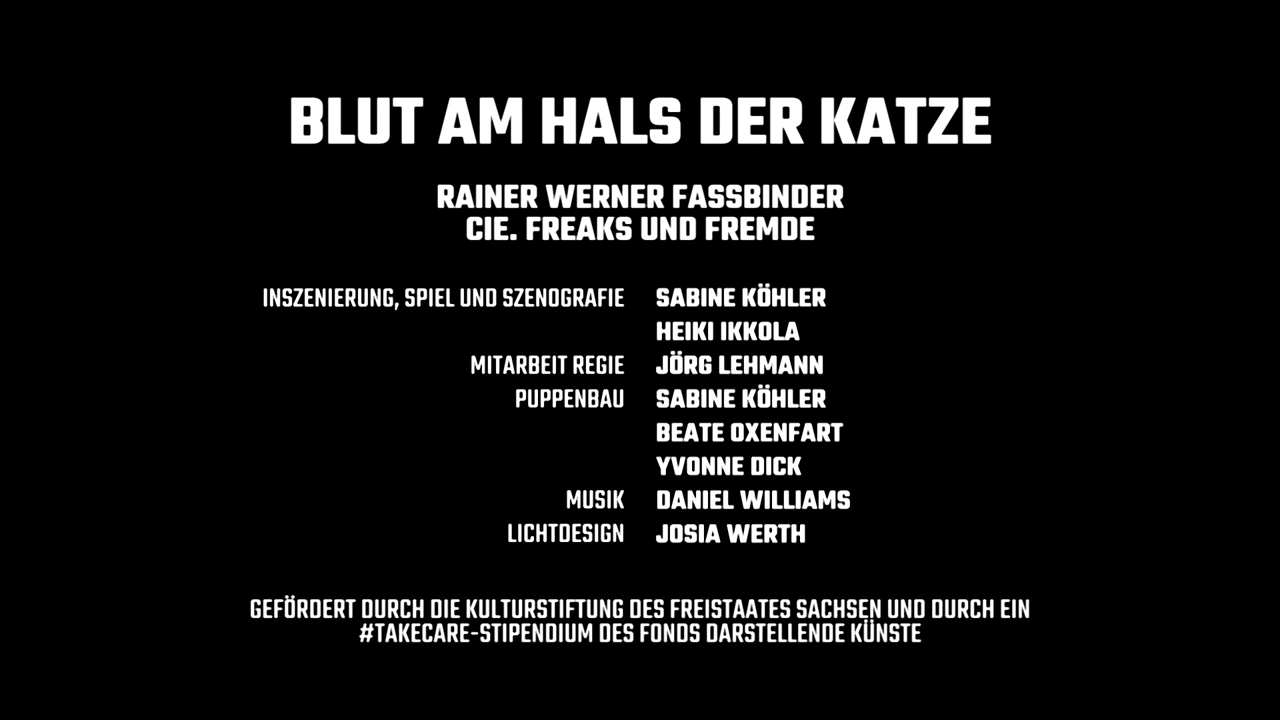 BLUT AM HALS DER KATZE
RAINER WERNER FASSBINDER
CIE. FREAKS UND FREMDE
INSZENIERUNG, SPIEL UND SZENOGRAFIE SABINE KÖHLER
HEIKI IKKOLA
MITARBEIT REGIE JÖRG LEHMANN
PUPPENBAU SABINE KÖHLER
BEATE OXENFART
YVONNE DICK
MUSIK DANIEL WILLIAMS
LICHTDESIGN JOSIA WERTH
GEFÖRDERT DURCH DIE KULTURSTIFTUNG DES FREISTAATES SACHSEN UND DURCH EIN
#TAKECARE-STIPENDIUM DES FONDS DARSTELLENDE KÜNSTE